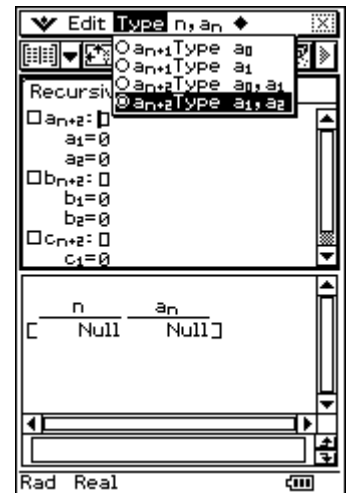 Edit Type n,an
an+1Type a0
an+1Type a1
an+2Type a0,a1
an+2Type a1,a2
Recursiv
an+2:
a1=0
a2=0
bn+2:
b1=0
b2=0
cn+2:
c1=0
n an
[ Null Null]
Rad Real